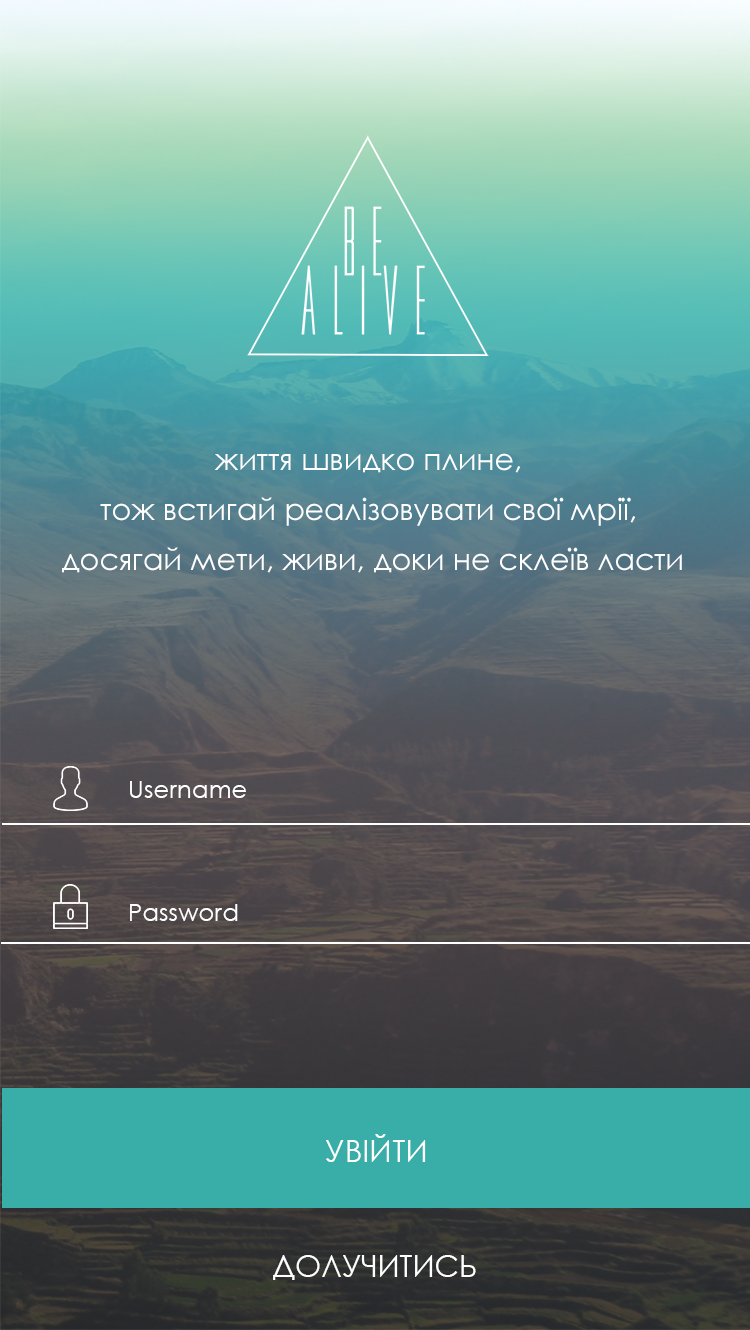 BE
ALIVE
життя швидко плине,
тож встигай реалізовувати свої мрії,
досягай мети, живи, доки не склеїв ласти
Username
0
Password
УВІЙТИ
ДОЛУЧИТИСЬ